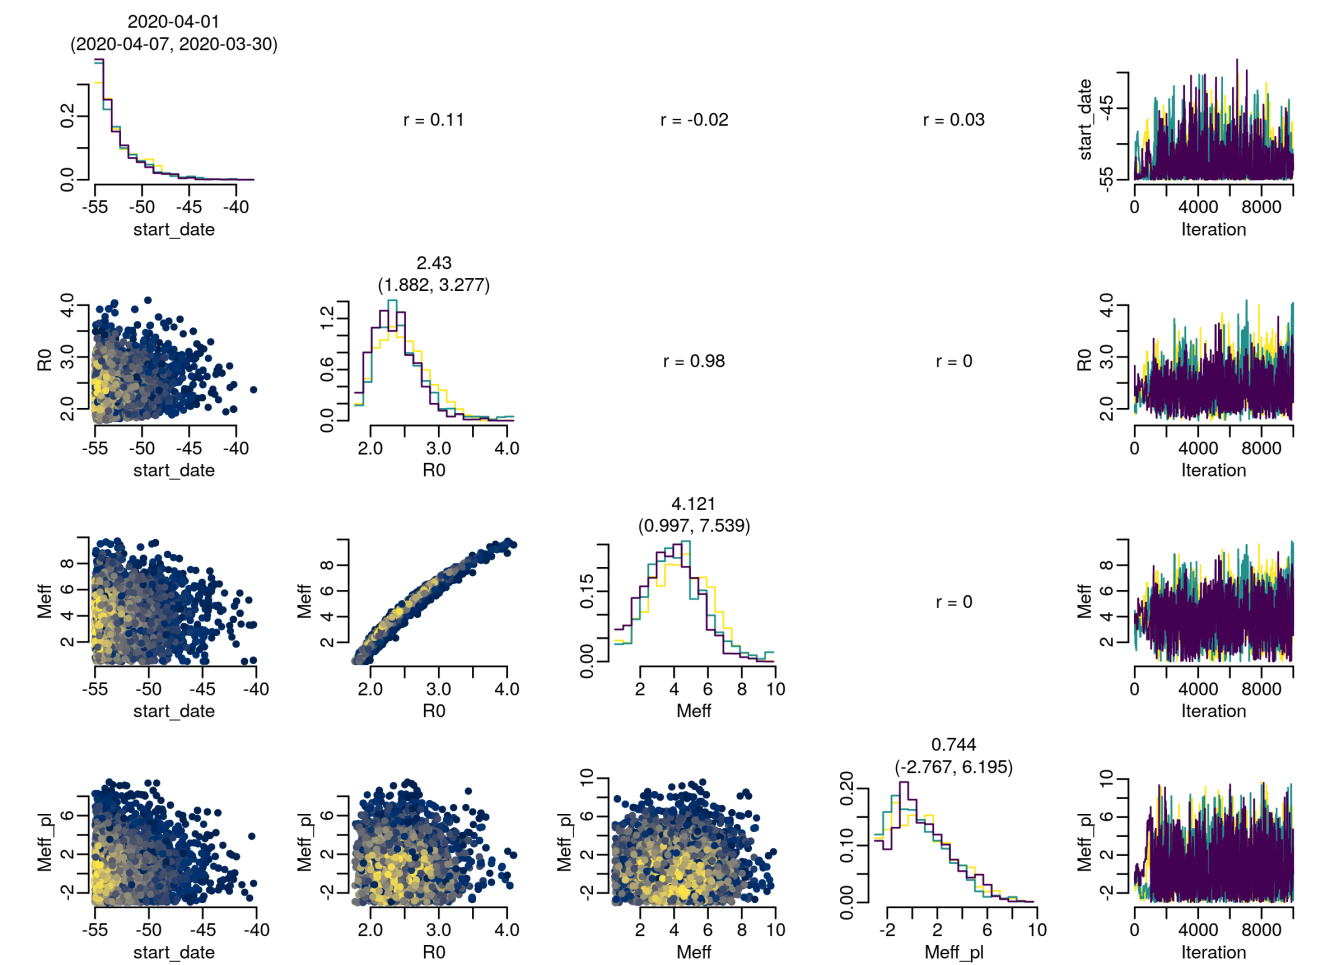 2020-04-01
(2020-04-07, 2020-03-30)
0.0 0.2
-55 -50 -45 -40
start_date
r = 0.11
r = -0.02
r = 0.03
start_date
-55 -45
0 4000 8000
Iteration
R0
2.0 3.0 4.0
-55 -50 -45 -40
start_date
2.43
(1.882, 3.277)
0.0 0.6 1.2
2.0 3.0 4.0
R0
r = 0.98
r = 0
R0
2.0 3.0 4.0
0 4000 8000
Iteration
Meff
2 4 6 8
-55 -50 -45 -40
start_date
Meff
2 4 6 8
2.0 3.0 4.0
R0
4.121
(0.997, 7.539)
0.00 0.15
2 4 6 8 10
Meff
r = 0
Meff
2 4 6 8
0 4000 8000
Iteration
Meff_pl
-2 2 6
-55 -50 -45 -40
start_date
Meff_pl
-2 2 6
2.0 3.0 4.0
R0
Meff_pl
-2 2 6 10
2 4 6 8 10
Meff
0.744
(-2.767, 6.195)
0.00 0.10 0.20
-2 2 6 10
Meff_pl
Meff_pl
-2 2 6 10
0 4000 8000
Iteration